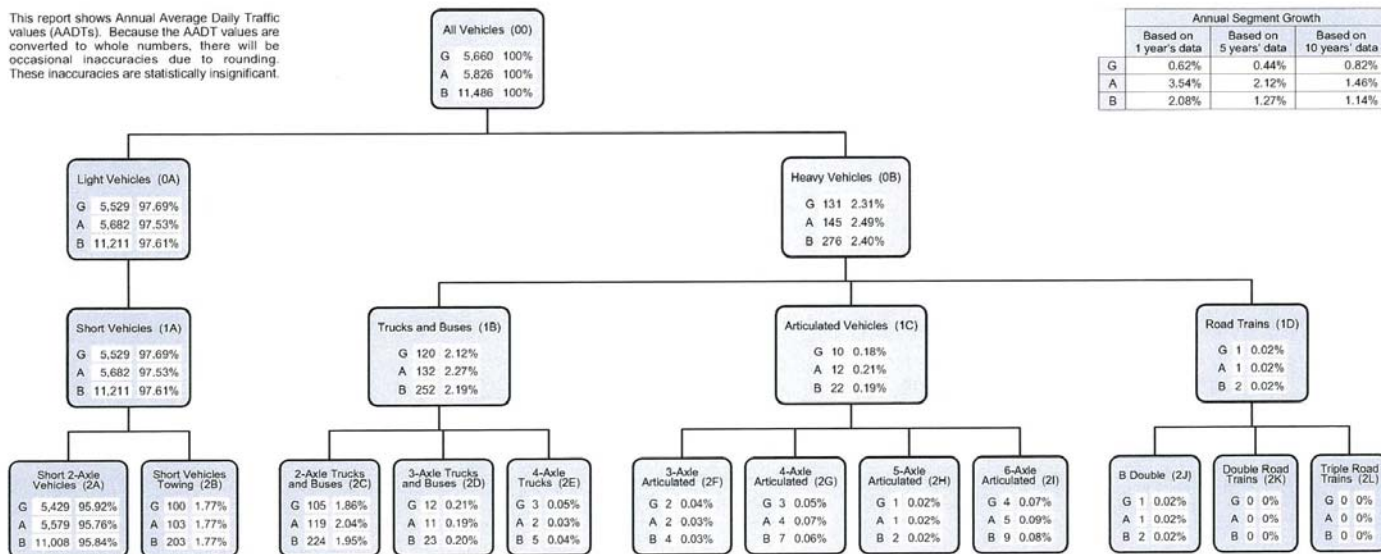 This report shows Annual Average Daily Traffic
values (AADTs). Because the AADT values are
converted to whole numbers, there will be
occasional inaccuracies due to rounding.
These inaccuracies are statistically insignificant.
All Vehicles (00)
G 5,660 100%
A 5,826 100%
B 11,486 100%
Annual Segment Growth
Based on 1 year's data
Based on 5 years' data
Based on 10 years' data
G 0.62% 0.44% 0.82%
A 3.54% 2.12% 1.46%
B 2.08% 1.27% 1.14%
Light Vehicles (0A)
G 5,529 97.69%
A 5,682 97.53%
B 11,211 97.61%
Heavy Vehicles (0B)
G 131 2.31%
A 145 2.49%
B 276 2.40%
Short Vehicles (1A)
G 5,529 97.69%
A 5,682 97.53%
B 11,211 97.61%
Trucks and Buses (1B)
G 120 2.12%
A 132 2.27%
B 252 2.19%
Articulated Vehicles (1C)
G 10 0.18%
A 12 0.21%
B 22 0.19%
Road Trains (1D)
G 1 0.02%
A 1 0.02%
B 2 0.02%
Short 2-Axle
Vehicles (2A)
G 5,429 95.92%
A 5,579 95.76%
B 11,008 95.84%
Short Vehicles
Towing (2B)
G 100 1.77%
A 103 1.77%
B 203 1.77%
2-Axle Trucks
and Buses (2C)
G 105 1.86%
A 119 2.04%
B 224 1.95%
3-Axle Trucks
and Buses (2D)
G 12 0.21%
A 11 0.19%
B 23 0.20%
4-Axle
Trucks (2E)
G 3 0.05%
A 2 0.03%
B 5 0.04%
3-Axle
Articulated (2F)
G 2 0.04%
A 2 0.03%
B 4 0.03%
4-Axle
Articulated (2G)
G 3 0.05%
A 4 0.07%
B 7 0.06%
5-Axle
Articulated (2H)
G 1 0.02%
A 1 0.02%
B 2 0.02%
6-Axle
Articulated (2I)
G 4 0.07%
A 5 0.09%
B 9 0.08%
B Double (2J)
G 1 0.02%
A 1 0.02%
B 2 0.02%
Double Road
Trains (2K)
G 0 0%
A 0 0%
B 0 0%
Triple Road
Trains (2L)
G 0 0%
A 0 0%
B 0 0%